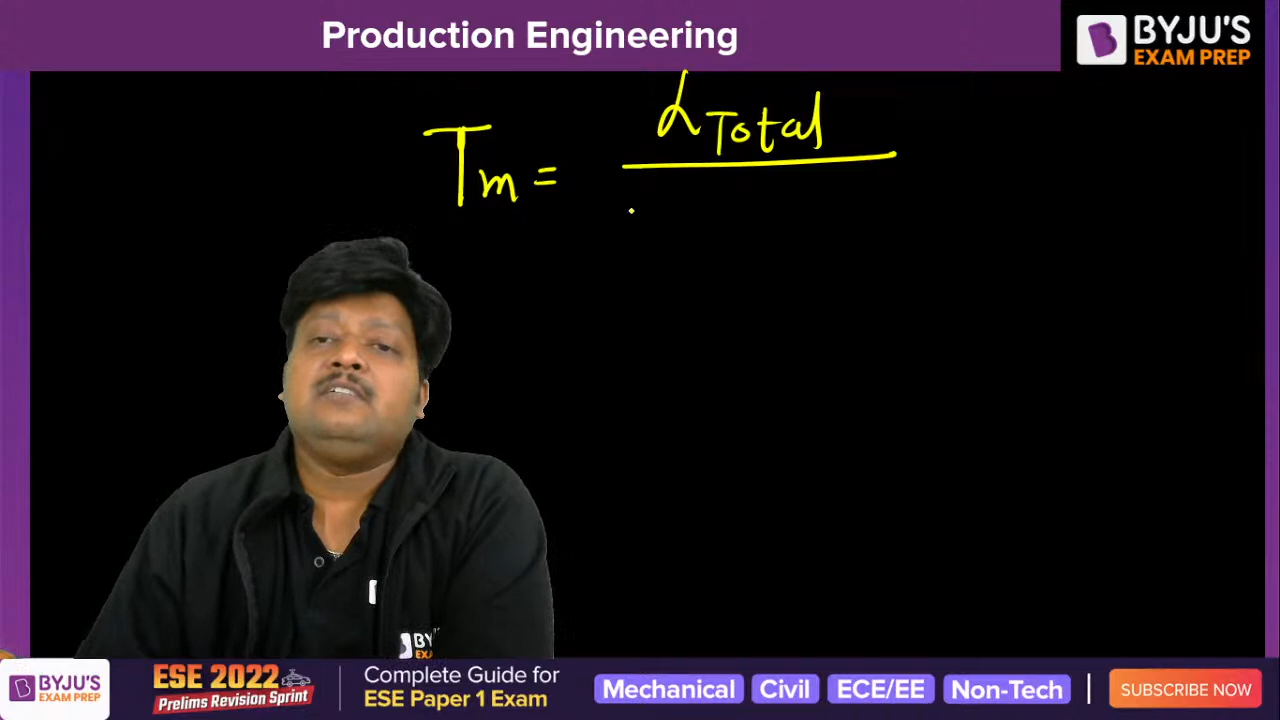 Production Engineering
BYJU'S
EXAM PREP
L Total
Tm =
BYJU'S
EXAM PREP
ESE 2022
Prelims Revision Sprint
Complete Guide for
ESE Paper 1 Exam
Mechanical
Civil
ECE/EE
Non-Tech
SUBSCRIBE NOW